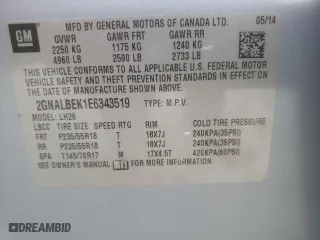 GM
MFD BY GENERAL MOTORS OF CANADA LTD. 05/14
GVWR GAWR FRT GAWR RR
2250 KG 1175 KG 1240 KG
4960 LB 2590 LB 2733 LB
THIS VEHICLE CONFORMS TO ALL APPLICABLE U.S. FEDERAL MOTOR
VEHICLE SAFETY AND THEFT PREVENTION STANDARDS IN EFFECT ON
THE DATE OF MANUFACTURE SHOWN ABOVE.
2GNALBEK1E6343519 TYPE: M.P.V.
MODEL: LH26
LBCC TIRE SIZE SPEED RTG RIM COLD TIRE PRESSURE
FRT P235/55R18 T 18X7J 240KPA(35PSI)
RR P235/55R18 T 18X7J 240KPA(35PSI)
SPA T145/70R17 M 17X4.5T 420KPA(60PSI)
SEE OWNER'S MANUAL FOR ADDITIONAL INFORMATION.
DIDFAX